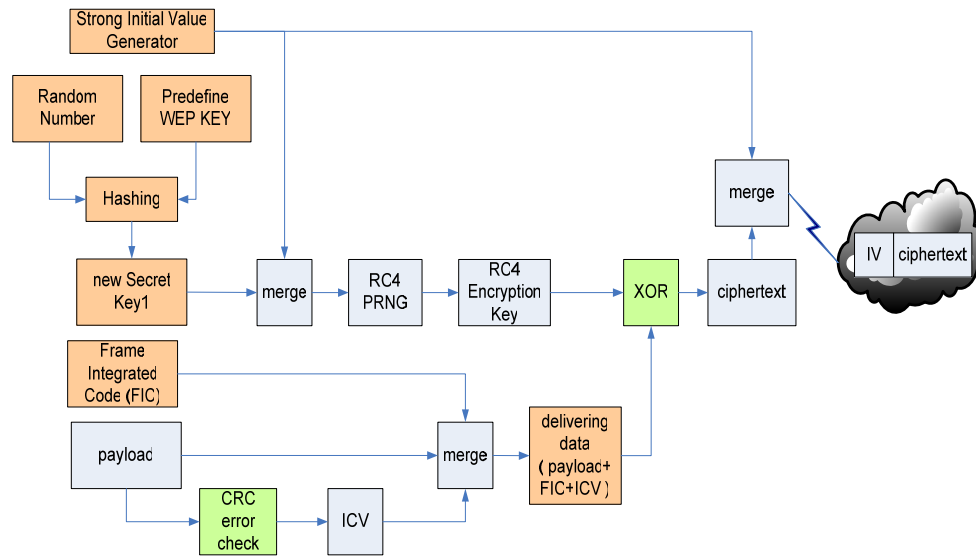 Strong Initial Value
Generator
Random
Number
Predefine
WEP KEY
Hashing
new Secret
Key1
merge
RC4
PRNG
RC4
Encryption
Key
XOR
ciphertext
merge
IV
ciphertext
Frame
Integrated
Code (FIC)
payload
merge
delivering
data
( payload+
FIC+ICV )
CRC
error
check
ICV